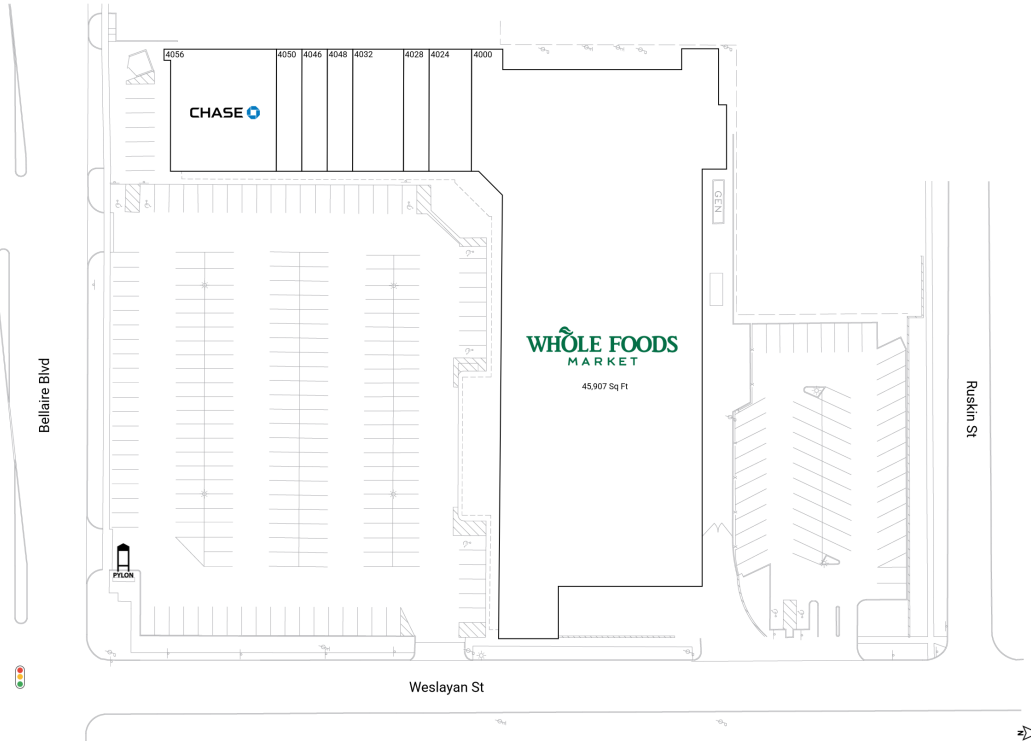 4056
4050
4046
4048
4032
4028
4024
4000
CHASE
GEN
WHOLE FOODS
MARKET
45,907 Sq Ft
Bellaire Blvd
Ruskin St
PYLON
Weslayan St
N